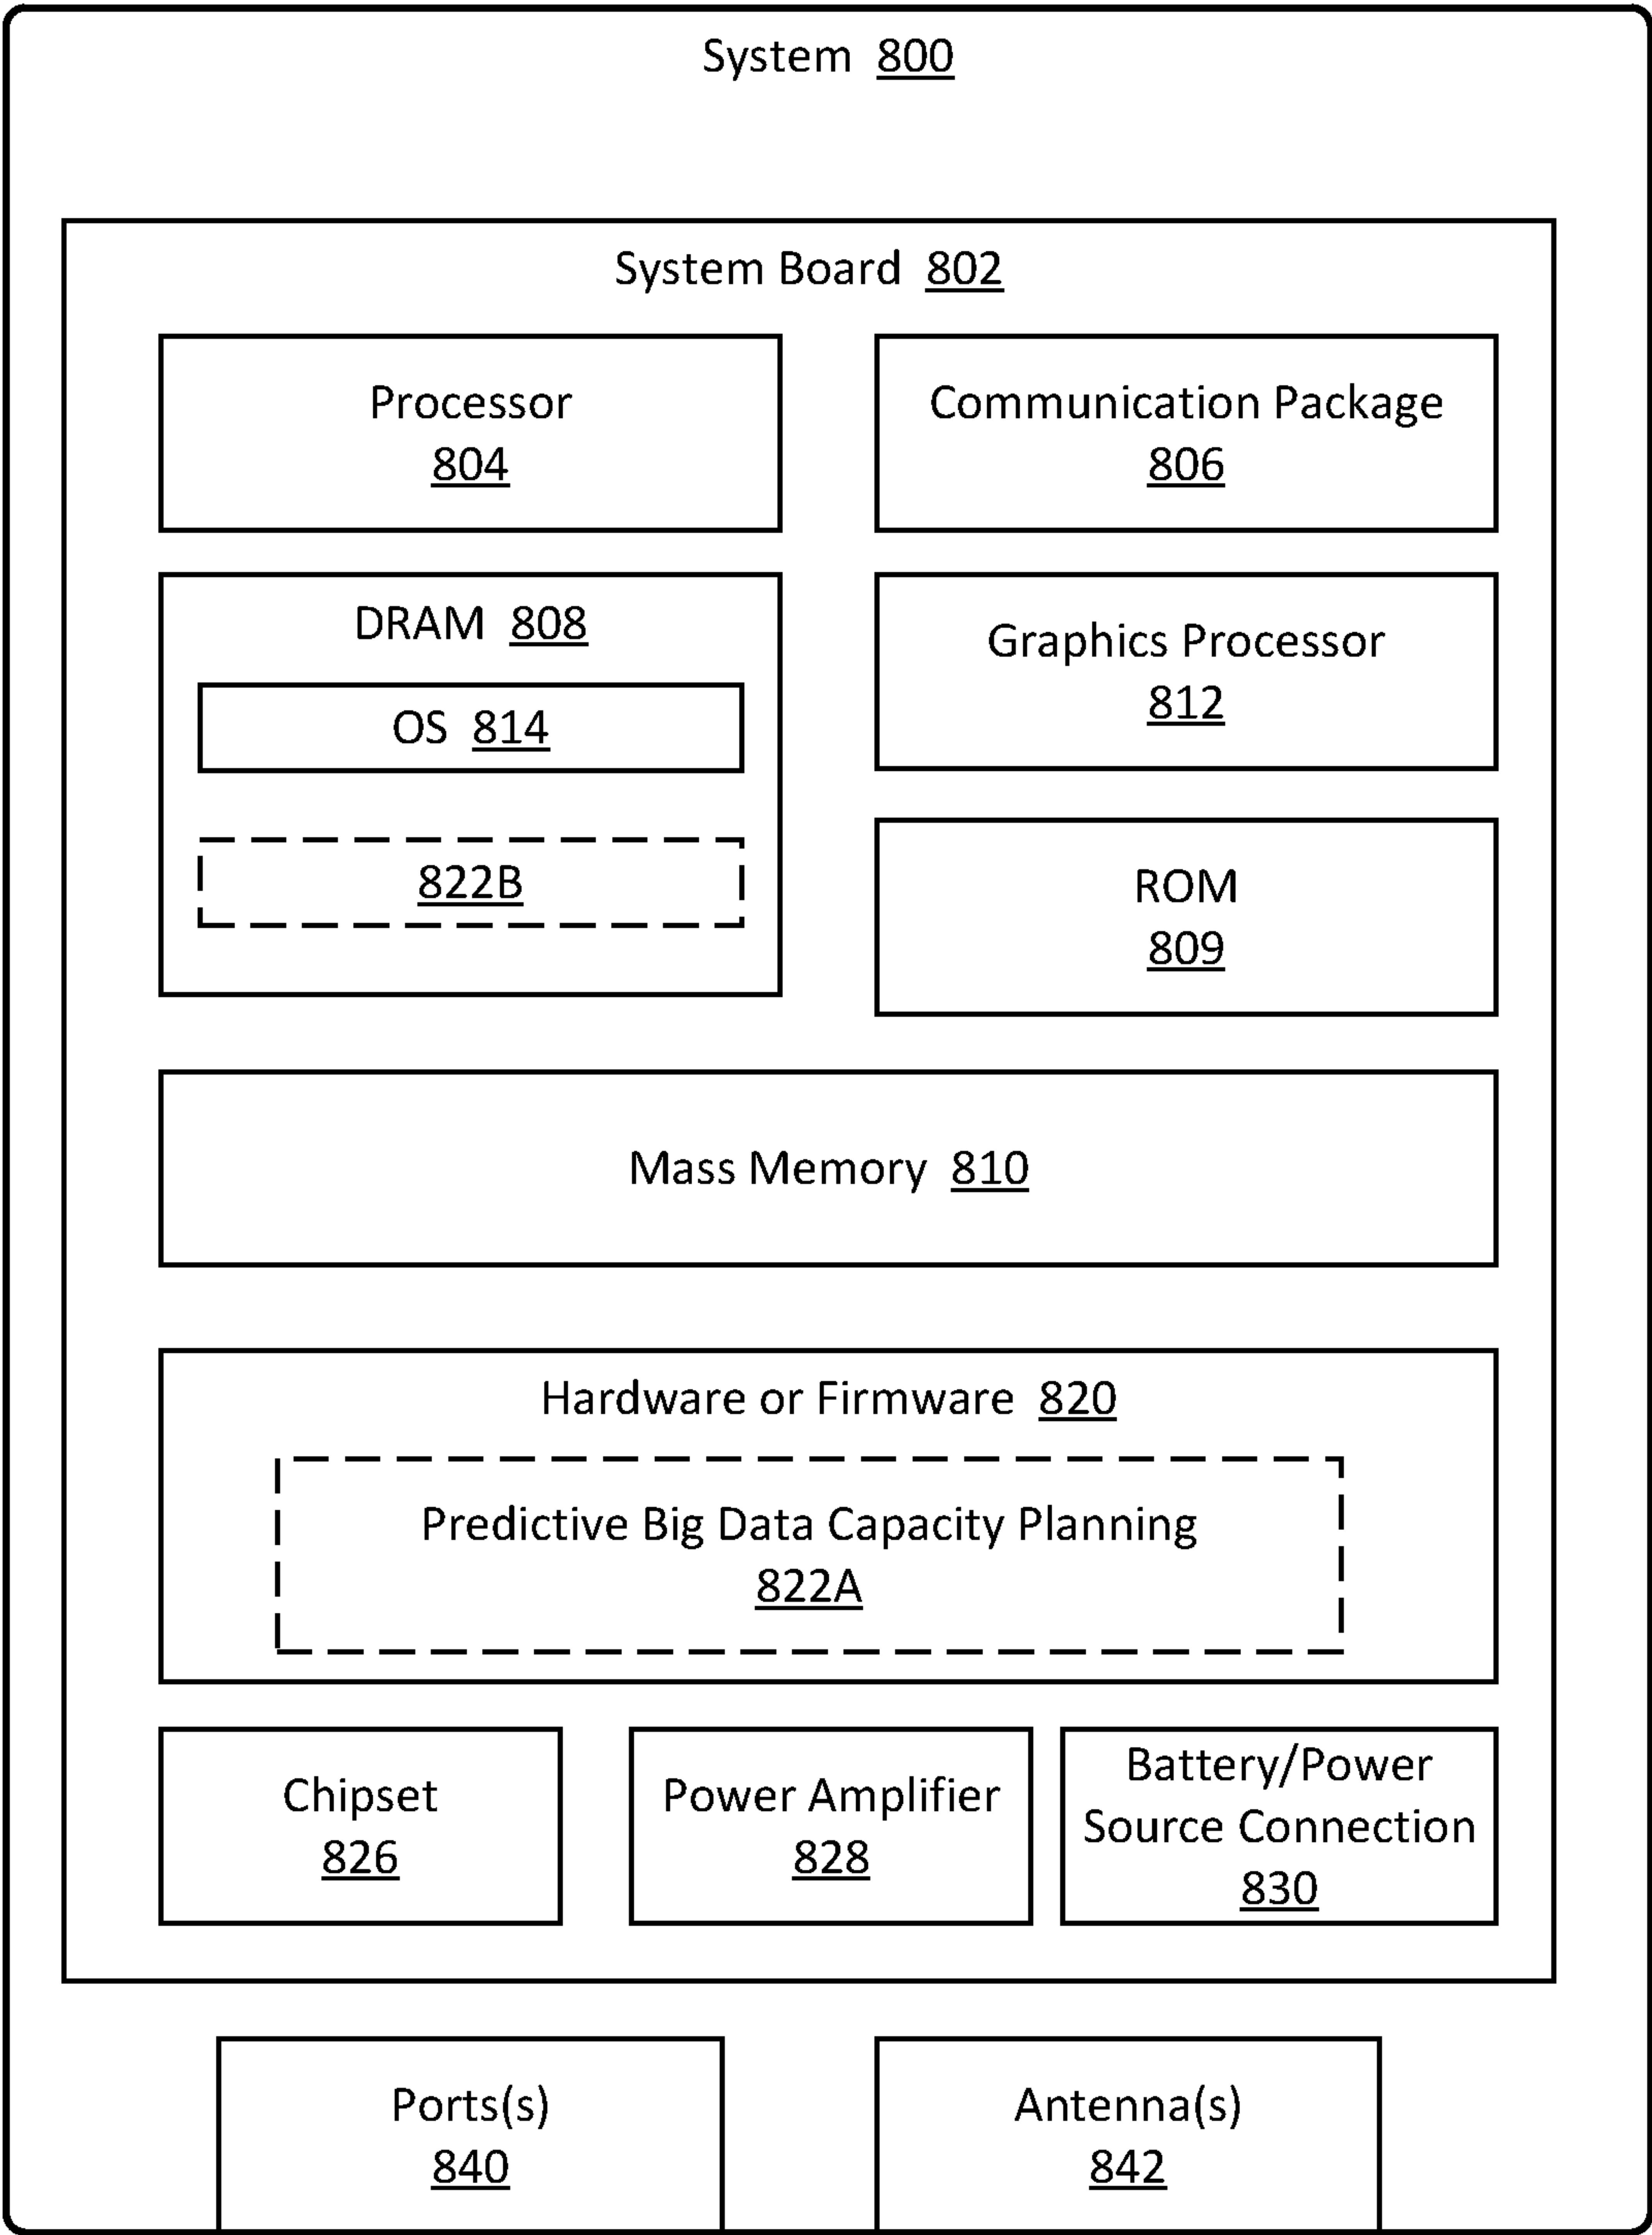 System 800
System Board 802
Processor
804
Communication Package
806
DRAM 808
OS 814
822B
Graphics Processor
812
ROM
809
Mass Memory 810
Hardware or Firmware 820
Predictive Big Data Capacity Planning
822A
Chipset
826
Power Amplifier
828
Battery/Power
Source Connection
830
Ports(s)
840
Antenna(s)
842